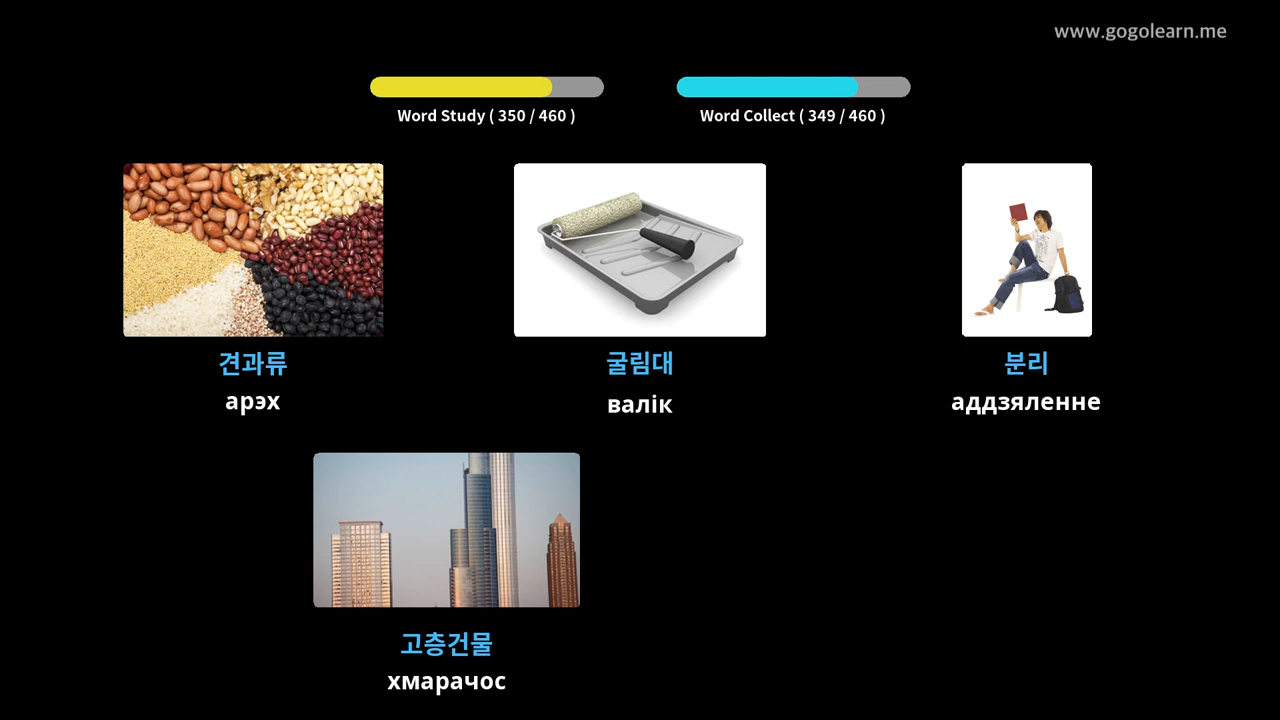 www.gogolearn.me
Word Study ( 350 / 460 )
Word Collect ( 349 / 460 )
견과류
арэх
굴림대
валік
분리
аддзяленне
고층건물
хмарачос